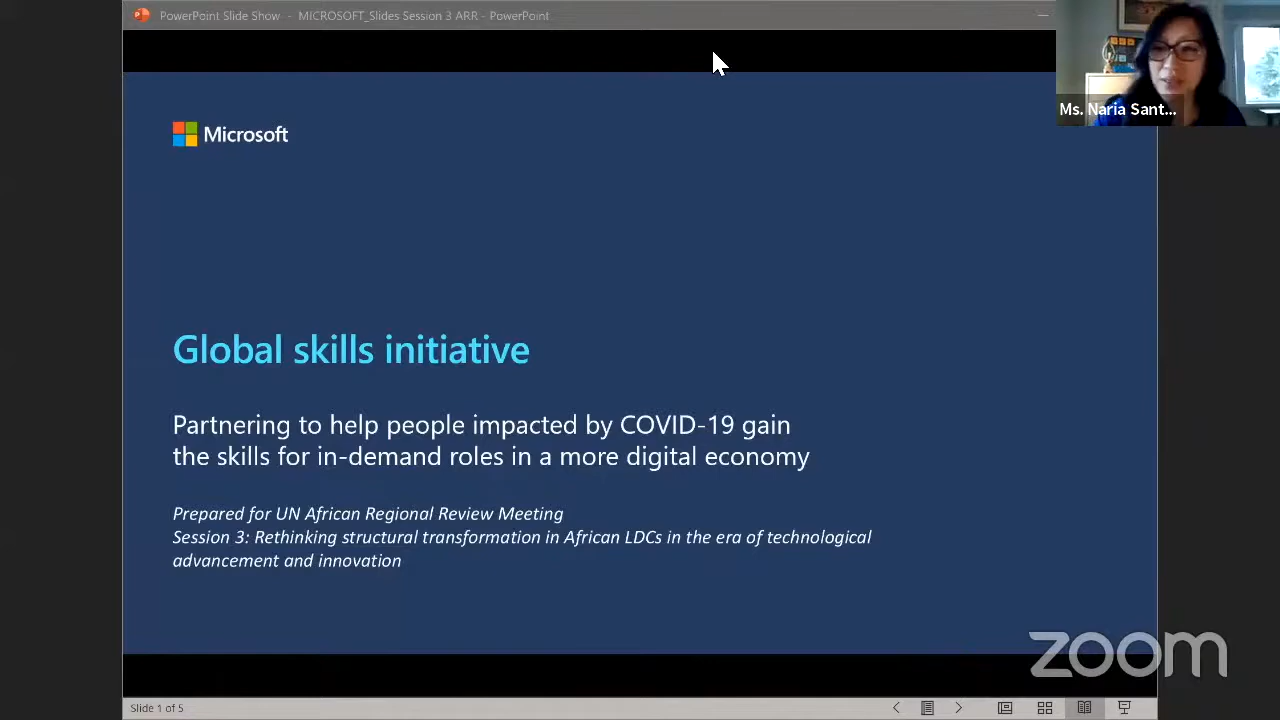 PowerPoint Slide Show - MICROSOFT_Slides Session 3 ARR - PowerPoint
Ms. Naria Sant...
Microsoft
Global skills initiative
Partnering to help people impacted by COVID-19 gain
the skills for in-demand roles in a more digital economy
Prepared for UN African Regional Review Meeting
Session 3: Rethinking structural transformation in African LDCs in the era of technological
advancement and innovation
zoom
Slide 1 of 5